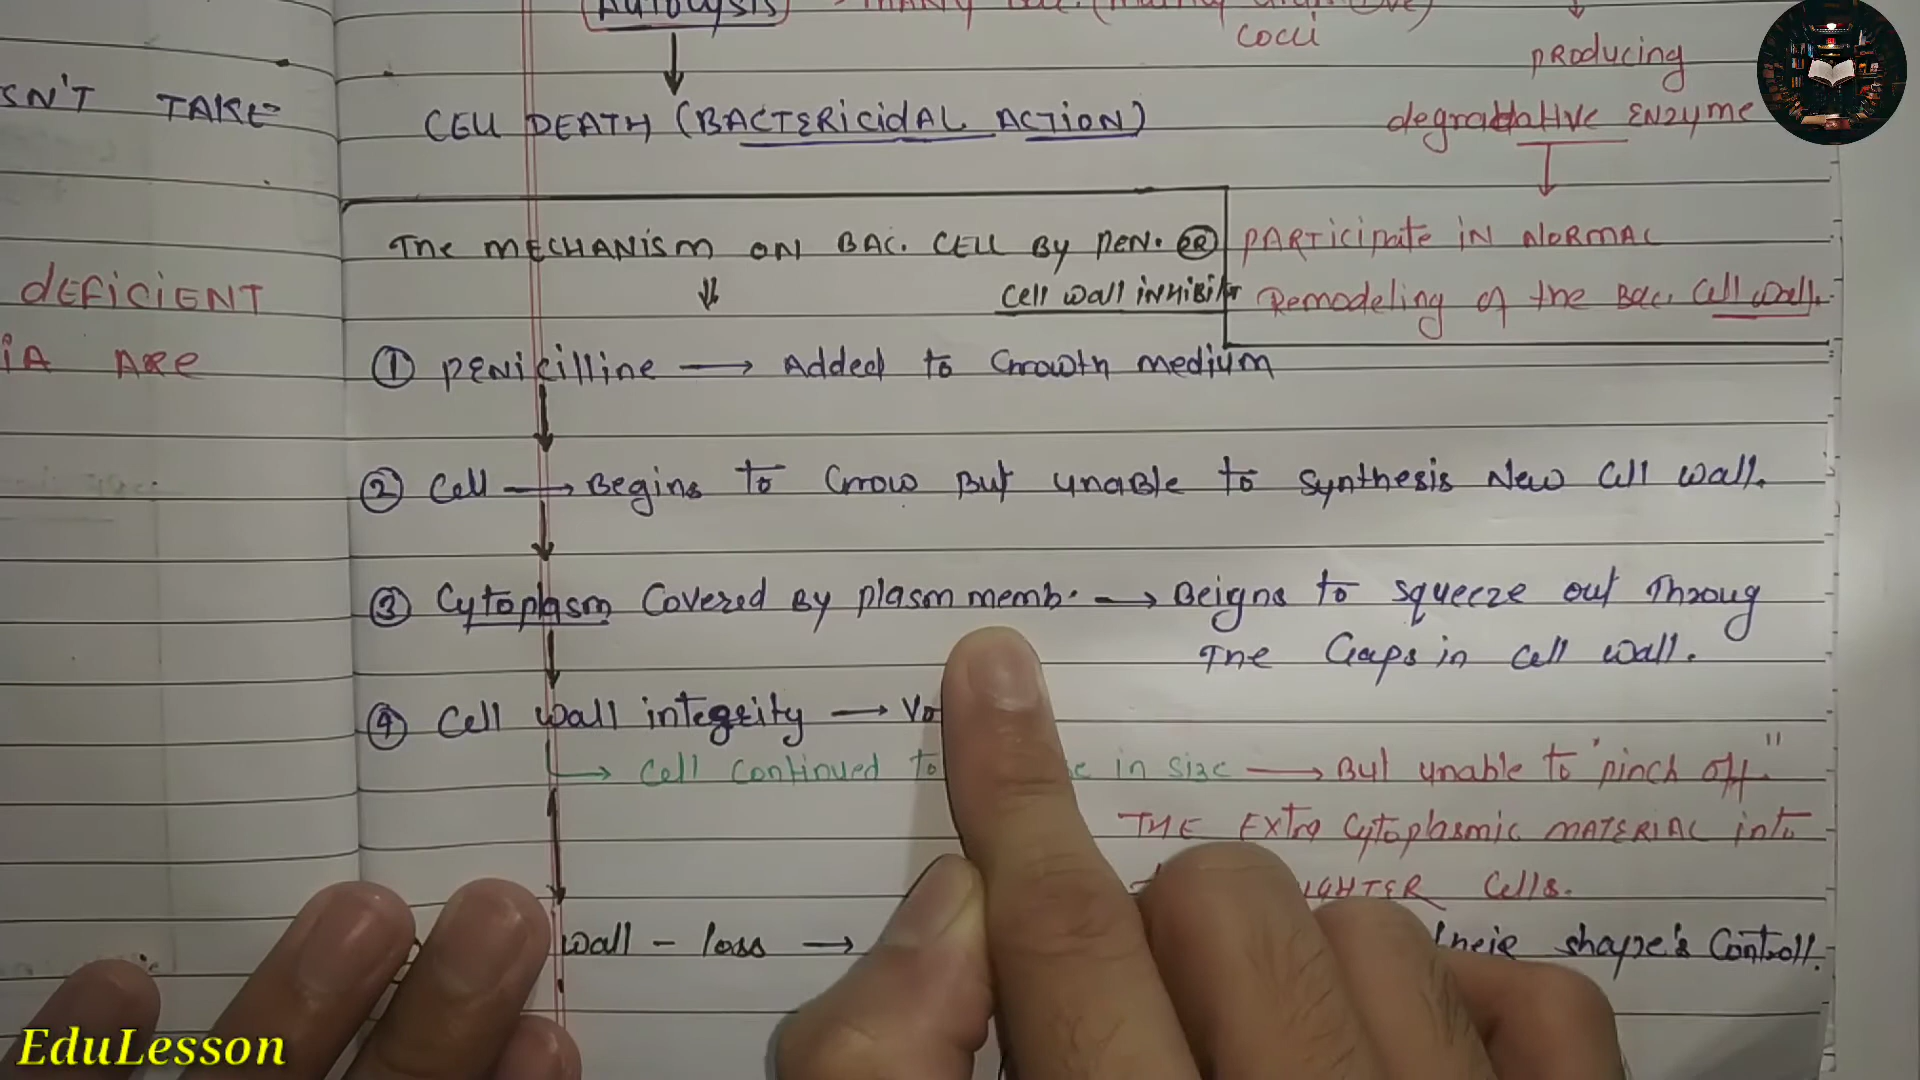 Autolysis
cocci
producing
SN'T TAKE
CELL DEATH (BACTERicidAL ACTION)
degradative ENZYME
The MECHANISM ON BAC. CELL By PEN. OR
PARTicipate iN NORMAL
deficiENT
Cell wall inhibitor
Remodeling of the Bac. Cell wall.
iA ARE
① PENicilline → Added to Growth medium
② Cell → Begins to Grow But unable to synthesis New Cell wall.
③ Cytoplasm Covered By plasm memb. → Beigns to squeeze out Throug
The Gaps in cell wall.
④ Cell wall integrity →
→ Cell continued to in size → But unable to "pinch off"
THE Extra Cytoplasmic MATERIAL into
Cells.
wall - loss → their shape's Controll.
EduLesson